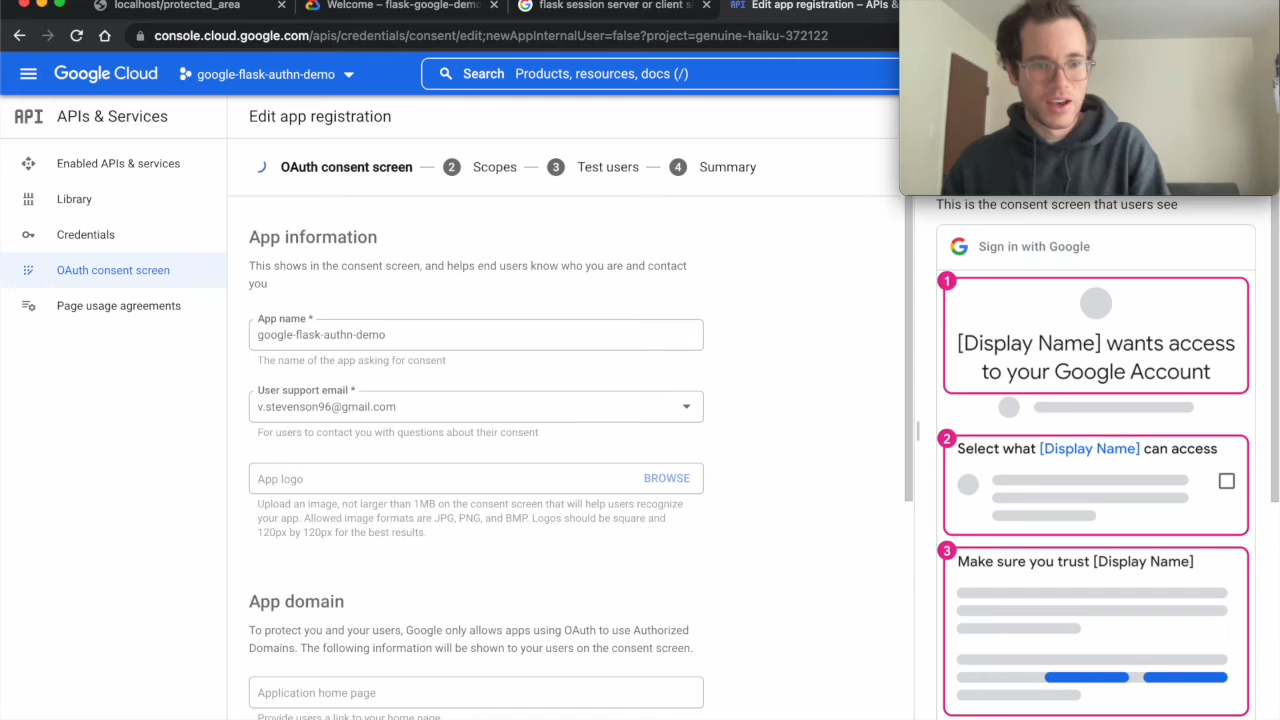 localhost/protected_area
Welcome – flask-google-demo
flask session server or client s
API Edit app registration – APIs &
console.cloud.google.com/apis/credentials/consent/edit;newAppInternalUser=false?project=genuine-haiku-372122
Google Cloud
google-flask-authn-demo
Search Products, resources, docs (/)
API APIs & Services
Edit app registration
Enabled APIs & services
Library
Credentials
OAuth consent screen
Page usage agreements
OAuth consent screen — 2 Scopes — 3 Test users — 4 Summary
App information
This shows in the consent screen, and helps end users know who you are and contact
you
App name *
google-flask-authn-demo
The name of the app asking for consent
User support email *
v.stevenson96@gmail.com
For users to contact you with questions about their consent
App logo BROWSE
Upload an image, not larger than 1MB on the consent screen that will help users recognize
your app. Allowed image formats are JPG, PNG, and BMP. Logos should be square and
120px by 120px for the best results.
App domain
To protect you and your users, Google only allows apps using OAuth to use Authorized
Domains. The following information will be shown to your users on the consent screen.
Application home page
Provide users a link to your home page
This is the consent screen that users see
G Sign in with Google
1
[Display Name] wants access
to your Google Account
2
Select what [Display Name] can access
3
Make sure you trust [Display Name]